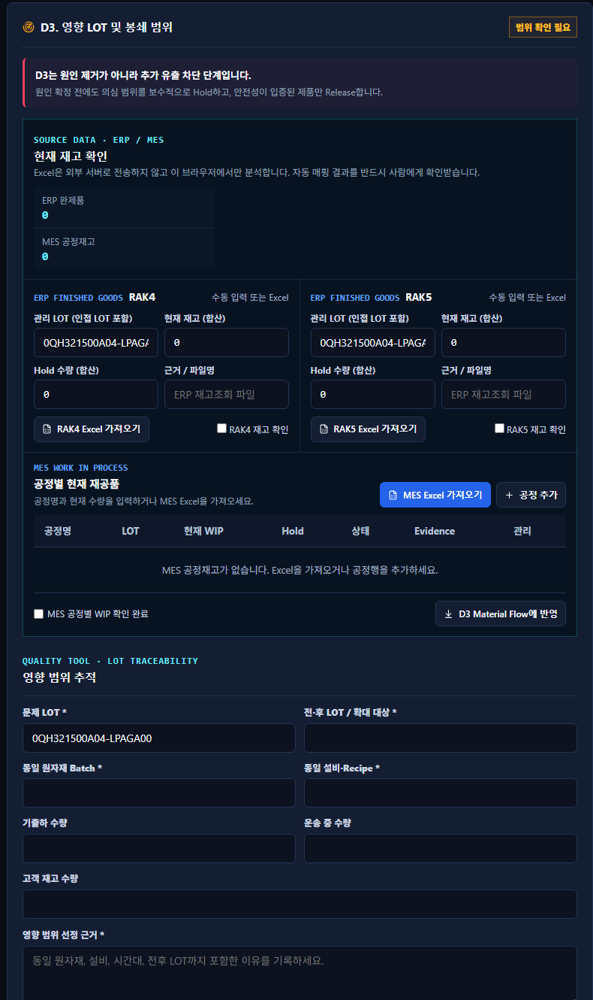 D3. 영향 LOT 및 봉쇄 범위
범위 확인 필요
D3는 원인 제거가 아니라 추가 유출 차단 단계입니다.
원인 확정 전에도 의심 범위를 보수적으로 Hold하고, 안전성이 입증된 제품만 Release합니다.
SOURCE DATA · ERP / MES
현재 재고 확인
Excel은 외부 서버로 전송하지 않고 이 브라우저에서만 분석합니다. 자동 매핑 결과를 반드시 사람에게 확인받습니다.
ERP 완제품
0
MES 공정재고
0
ERP FINISHED GOODS RAK4 수동 입력 또는 Excel
관리 LOT (인접 LOT 포함) 현재 재고 (합산)
0QH321500A04-LPAGA 0
Hold 수량 (합산) 근거 / 파일명
0 ERP 재고조회 파일
RAK4 Excel 가져오기 RAK4 재고 확인
ERP FINISHED GOODS RAK5 수동 입력 또는 Excel
관리 LOT (인접 LOT 포함) 현재 재고 (합산)
0QH321500A04-LPAGA 0
Hold 수량 (합산) 근거 / 파일명
0 ERP 재고조회 파일
RAK5 Excel 가져오기 RAK5 재고 확인
MES WORK IN PROCESS
공정별 현재 재공품
공정명과 현재 수량을 입력하거나 MES Excel을 가져오세요.
MES Excel 가져오기 + 공정 추가
공정명 LOT 현재 WIP Hold 상태 Evidence 관리
MES 공정재고가 없습니다. Excel을 가져오거나 공정행을 추가하세요.
MES 공정별 WIP 확인 완료 D3 Material Flow에 반영
QUALITY TOOL · LOT TRACEABILITY
영향 범위 추적
문제 LOT * 전·후 LOT / 확대 대상 *
0QH321500A04-LPAGA00
동일 원자재 Batch * 동일 설비·Recipe *
기출하 수량 운송 중 수량
고객 재고 수량
영향 범위 선정 근거 *
동일 원자재, 설비, 시간대, 전후 LOT까지 포함한 이유를 기록하세요.